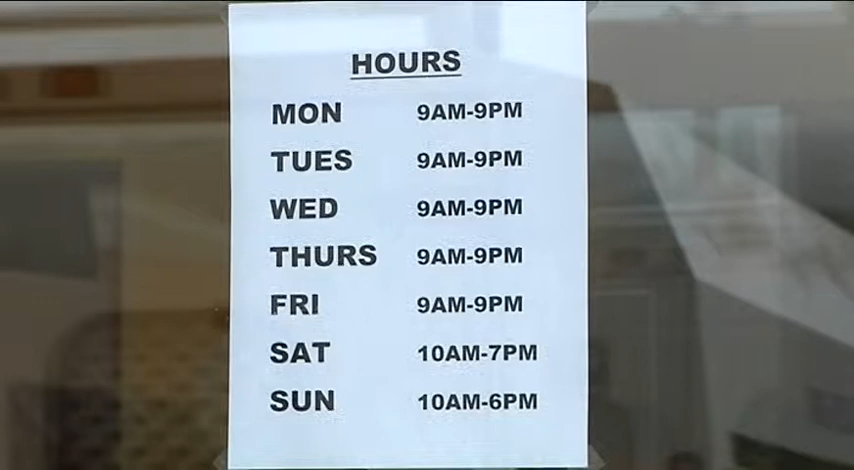 HOURS
MON 9AM-9PM
TUES 9AM-9PM
WED 9AM-9PM
THURS 9AM-9PM
FRI 9AM-9PM
SAT 10AM-7PM
SUN 10AM-6PM